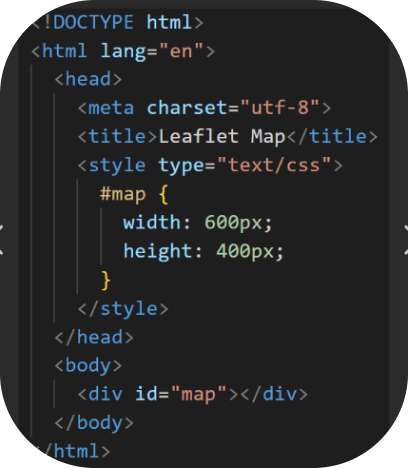 <!DOCTYPE html>
<html lang="en">
<head>
<meta charset="utf-8">
<title>Leaflet Map</title>
<style type="text/css">
#map {
width: 600px;
height: 400px;
}
</style>
</head>
<body>
<div id="map"></div>
</body>
</html>